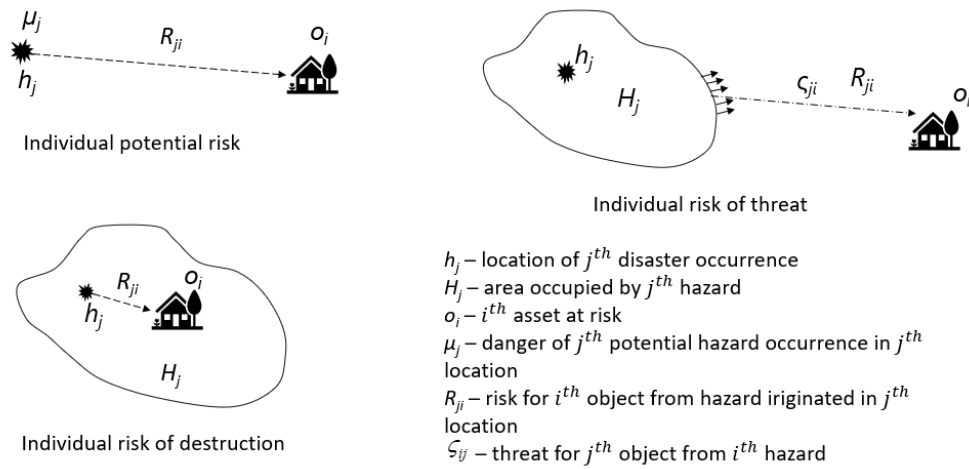 μj
Rji
oi
hj
Individual potential risk
hj
Hj
ςji
Rji
oi
Individual risk of threat
Rji
oi
hj
Hj
Individual risk of destruction
hj – location of jth disaster occurrence
Hj – area occupied by jth hazard
oi – ith asset at risk
μj – danger of jth potential hazard occurrence in jth
location
Rji – risk for ith object from hazard iriginated in jth
location
ςij – threat for jth object from ith hazard